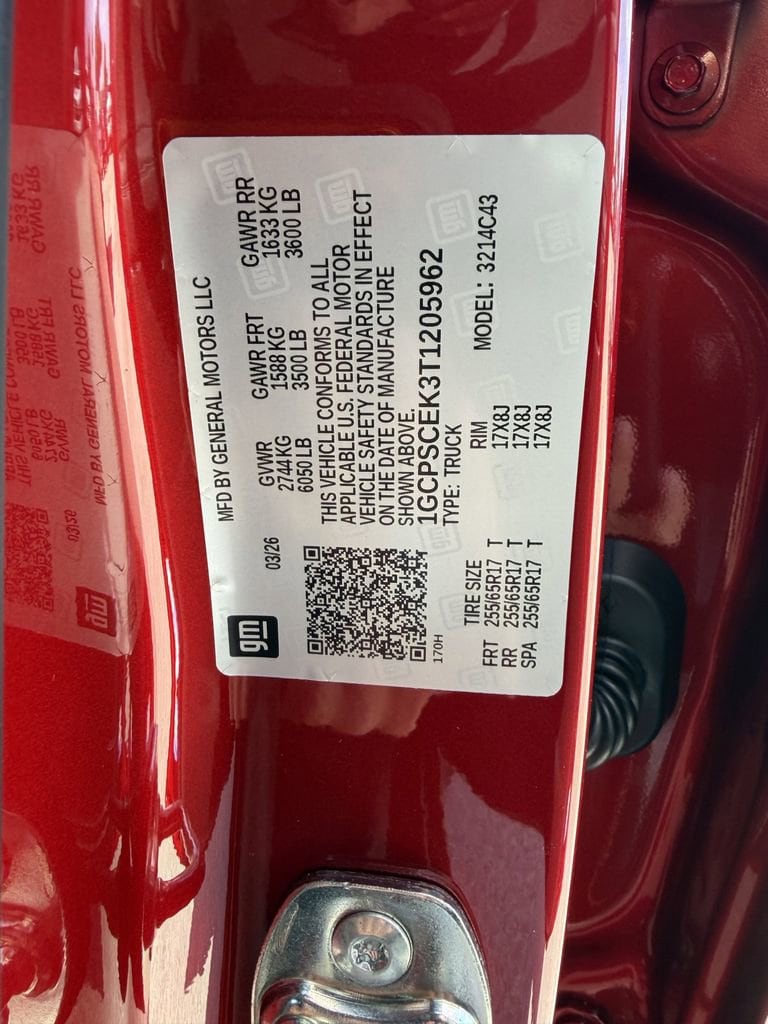 MFD BY GENERAL MOTORS LLC
gm
03/26
GVWR GAWR FRT GAWR RR
2744 KG 1588 KG 1633 KG
6050 LB 3500 LB 3600 LB
THIS VEHICLE CONFORMS TO ALL
APPLICABLE U.S. FEDERAL MOTOR
VEHICLE SAFETY STANDARDS IN EFFECT
ON THE DATE OF MANUFACTURE
SHOWN ABOVE.
1GCPSCEK3T1205962
170H
TYPE: TRUCK
MODEL: 3214C43
TIRE SIZE RIM
FRT 255/65R17 T 17X8J
RR 255/65R17 T 17X8J
SPA 255/65R17 T 17X8J